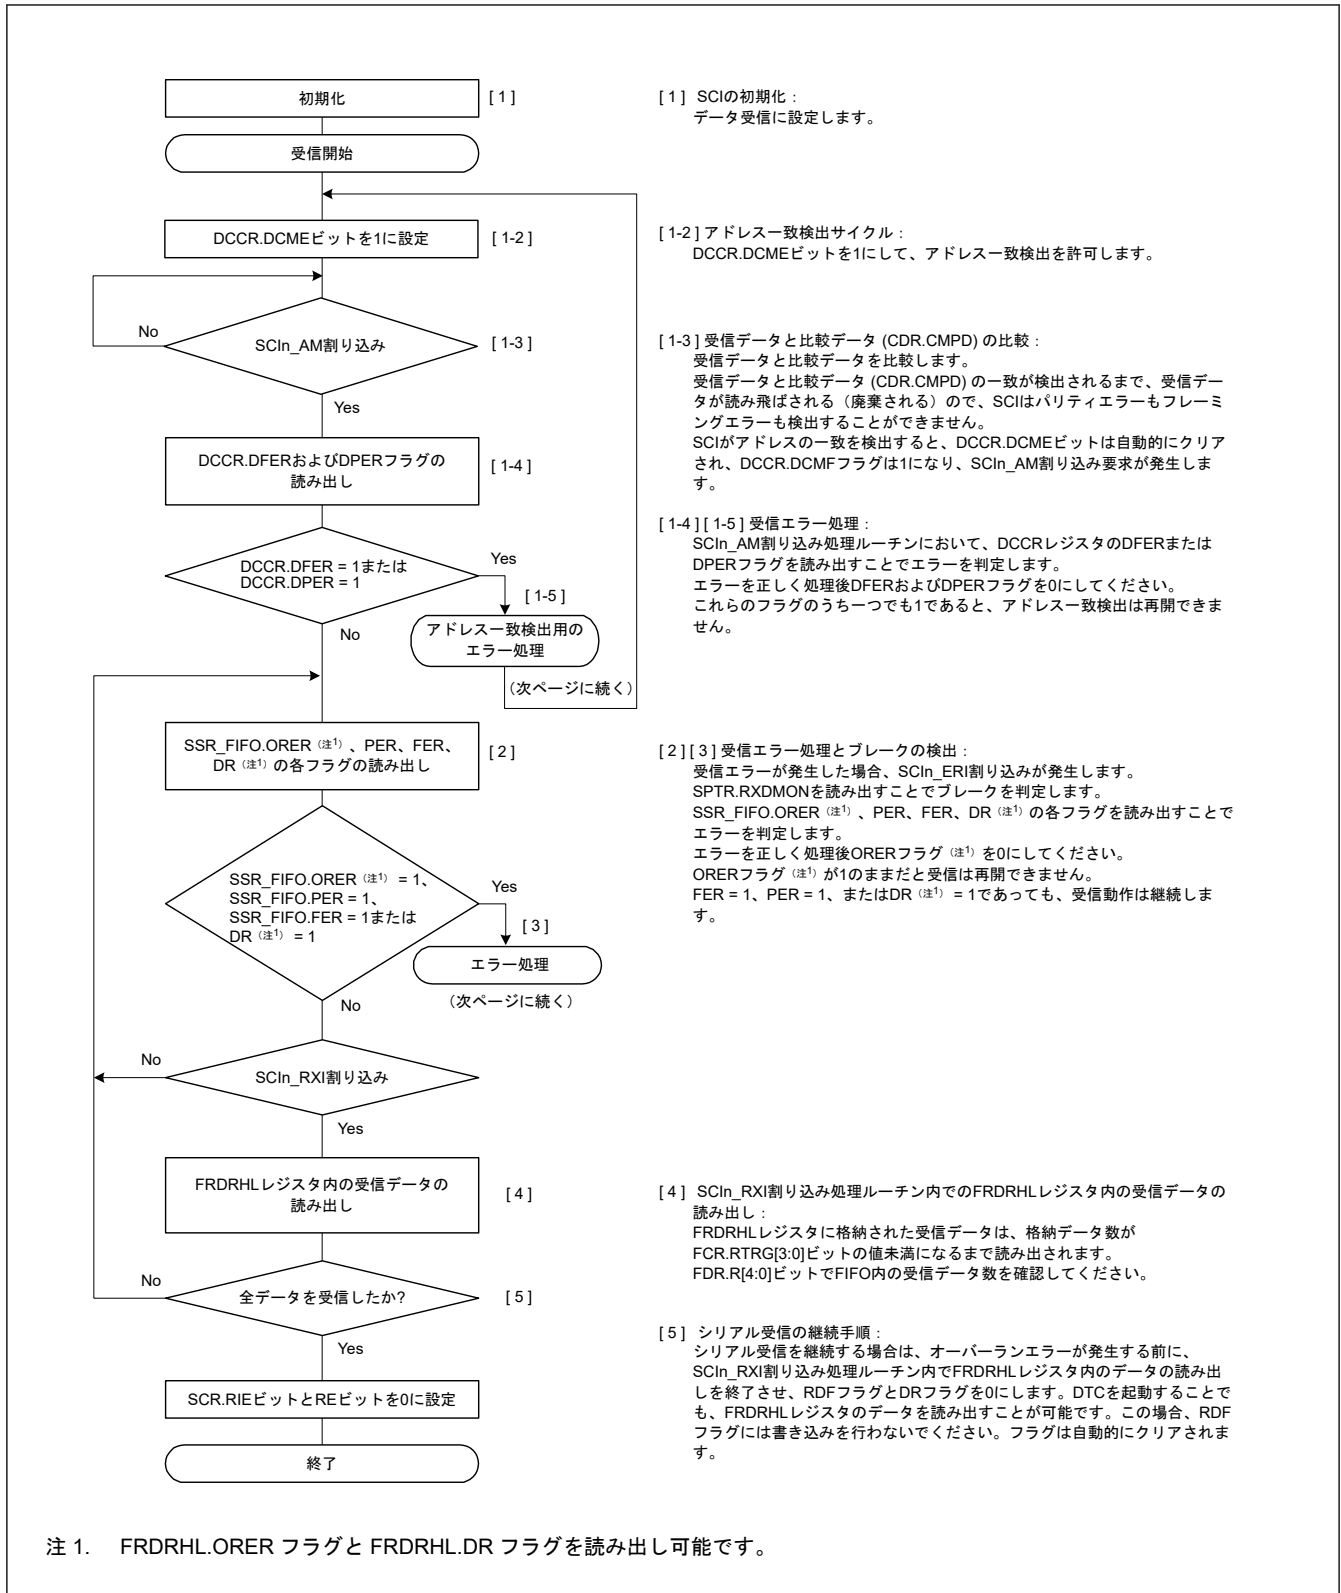 初期化
[ 1 ]
受信開始
DCCR.DCMEビットを1に設定
[ 1-2 ]
No
SCIn_AM割り込み
[ 1-3 ]
Yes
DCCR.DFERおよびDPERフラグの
読み出し
[ 1-4 ]
DCCR.DFER = 1または
DCCR.DPER = 1
Yes
[ 1-5 ]
アドレス一致検出用の
エラー処理
No
（次ページに続く）
SSR_FIFO.ORER（注1）、PER、FER、
DR（注1）の各フラグの読み出し
[ 2 ]
SSR_FIFO.ORER（注1） = 1、
SSR_FIFO.PER = 1、
SSR_FIFO.FER = 1または
DR（注1） = 1
Yes
[ 3 ]
エラー処理
（次ページに続く）
No
No
SCIn_RXI割り込み
Yes
FRDRHLレジスタ内の受信データの
読み出し
[ 4 ]
No
全データを受信したか?
[ 5 ]
Yes
SCR.RIEビットとREビットを0に設定
終了
[ 1 ] SCIの初期化：
データ受信に設定します。
[ 1-2 ] アドレス一致検出サイクル：
DCCR.DCMEビットを1にして、アドレス一致検出を許可します。
[ 1-3 ] 受信データと比較データ (CDR.CMPD) の比較：
受信データと比較データを比較します。
受信データと比較データ (CDR.CMPD) の一致が検出されるまで、受信デー
タが読み飛ばされる（廃棄される）ので、SCIはパリティエラーもフレーミ
ングエラーも検出することができません。
SCIがアドレスの一致を検出すると、DCCR.DCMEビットは自動的にクリア
され、DCCR.DCMFフラグは1になり、SCIn_AM割り込み要求が発生しま
す。
[ 1-4 ] [ 1-5 ] 受信エラー処理：
SCIn_AM割り込み処理ルーチンにおいて、DCCRレジスタのDFERまたは
DPERフラグを読み出すことでエラーを判定します。
エラーを正しく処理後DFERおよびDPERフラグを0にしてください。
これらのフラグのうち一つでも1であると、アドレス一致検出は再開できま
せん。
[ 2 ] [ 3 ] 受信エラー処理とブレークの検出：
受信エラーが発生した場合、SCIn_ERI割り込みが発生します。
SPTR.RXDMONを読み出すことでブレークを判定します。
SSR_FIFO.ORER（注1）、PER、FER、DR（注1）の各フラグを読み出すことで
エラーを判定します。
エラーを正しく処理後ORERフラグ（注1）を0にしてください。
ORERフラグ（注1）が1のままだと受信は再開できません。
FER = 1、PER = 1、またはDR（注1） = 1であっても、受信動作は継続しま
す。
[ 4 ] SCIn_RXI割り込み処理ルーチン内でのFRDRHLレジスタ内の受信データの
読み出し：
FRDRHLレジスタに格納された受信データは、格納データ数が
FCR.RTRG[3:0]ビットの値未満になるまで読み出されます。
FDR.R[4:0]ビットでFIFO内の受信データ数を確認してください。
[ 5 ] シリアル受信の継続手順：
シリアル受信を継続する場合は、オーバーランエラーが発生する前に、
SCIn_RXI割り込み処理ルーチン内でFRDRHLレジスタ内のデータの読み出
しを終了させ、RDFフラグとDRフラグを0にします。DTCを起動することで
も、FRDRHLレジスタのデータを読み出すことが可能です。この場合、RDF
フラグには書き込みを行わないでください。フラグは自動的にクリアされま
す。
注 1. FRDRHL.ORER フラグと FRDRHL.DR フラグを読み出し可能です。